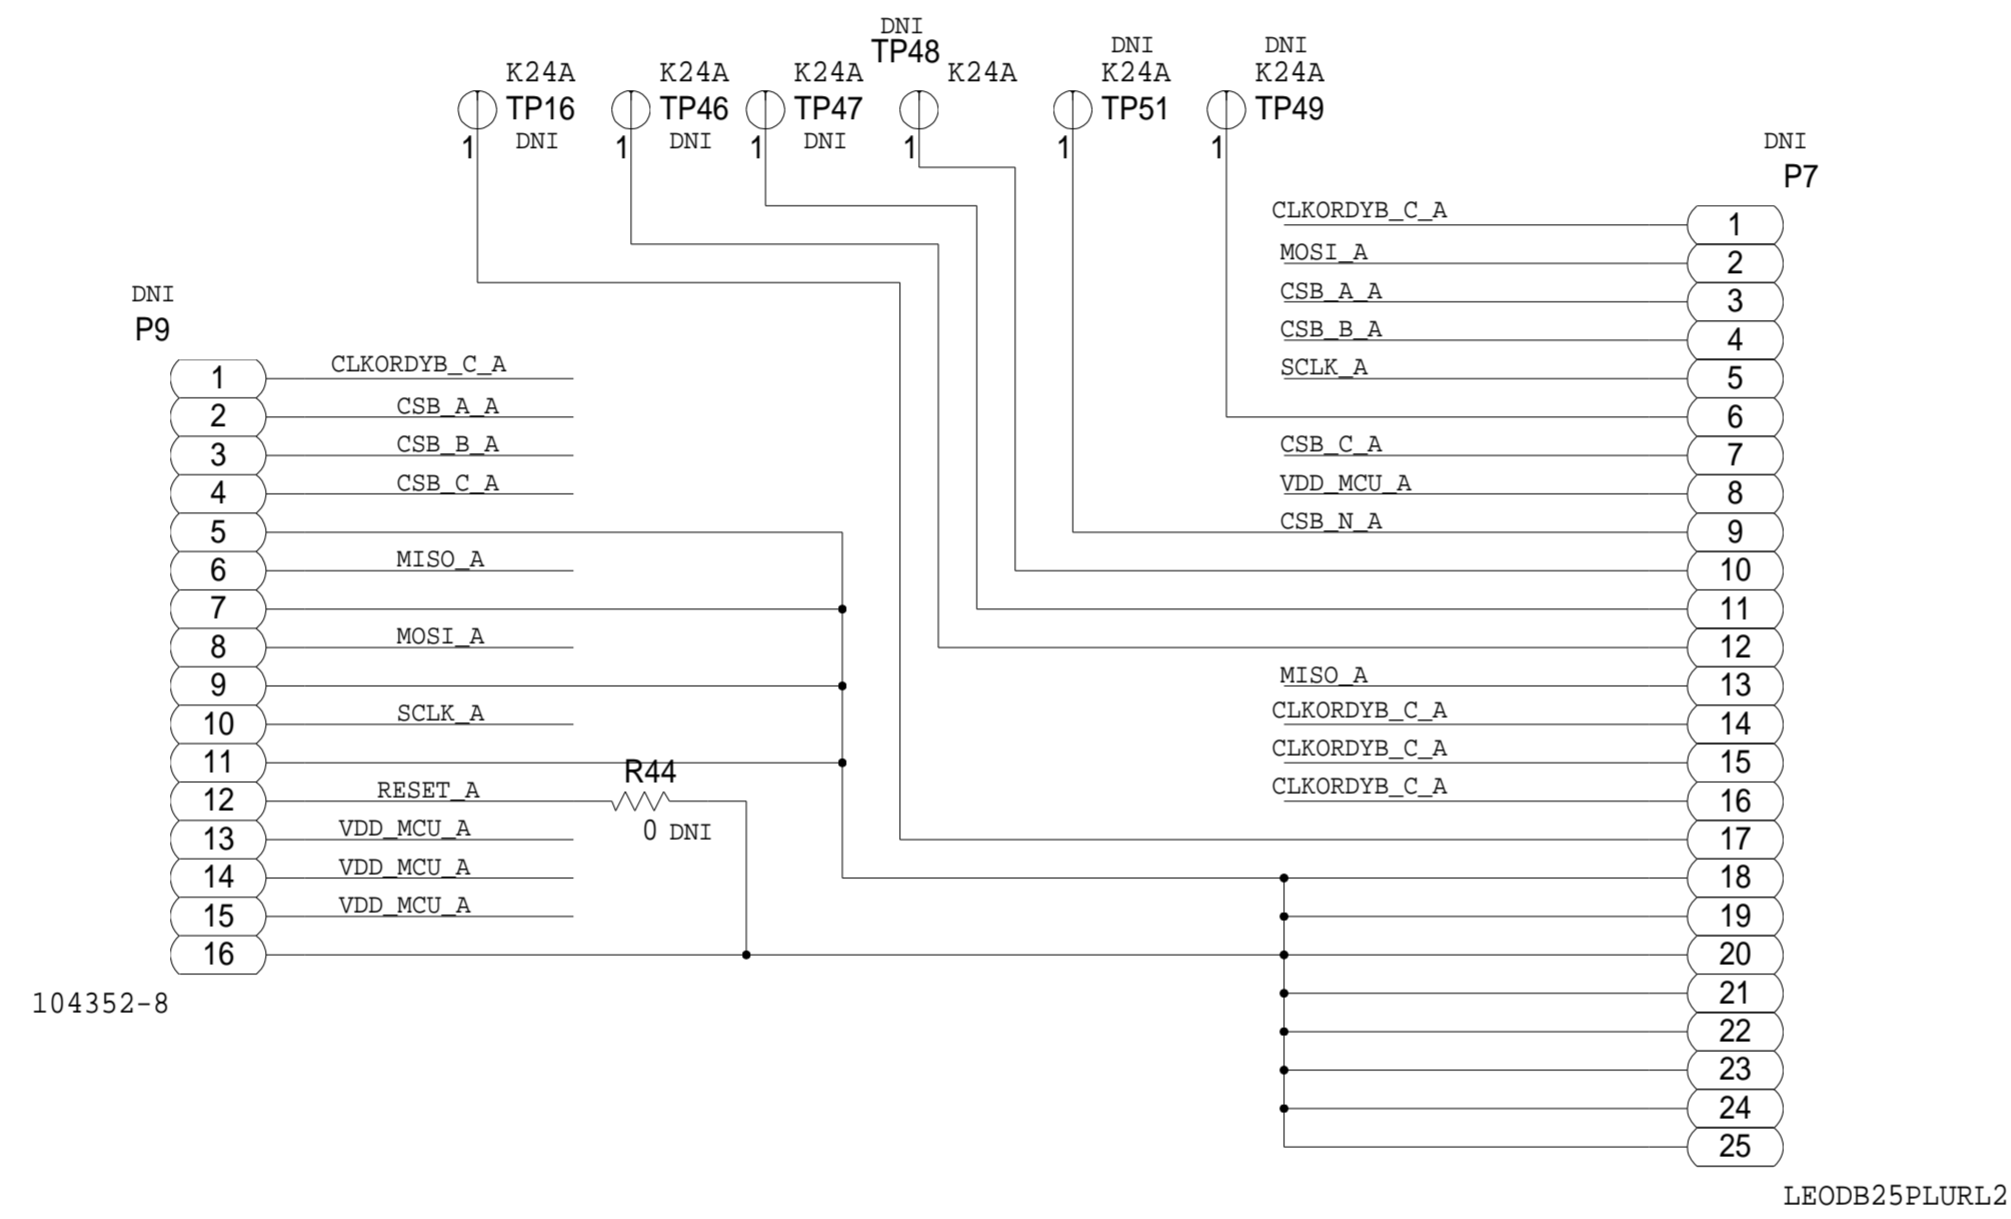 DNI
TP48
K24A
K24A
K24A
K24A
DNI
K24A
DNI
K24A
TP16
TP46
TP47
TP51
TP49
DNI
DNI
DNI
1
1
1
1
1
1
DNI
P7
CLKORDYB_C_A
1
MOSI_A
2
CSB_A_A
3
CSB_B_A
4
SCLK_A
5
6
CSB_C_A
7
VDD_MCU_A
8
CSB_N_A
9
10
11
12
MISO_A
13
CLKORDYB_C_A
14
CLKORDYB_C_A
15
CLKORDYB_C_A
16
17
18
19
20
21
22
23
24
25
LEODB25PLURL2
DNI
P9
1
CLKORDYB_C_A
2
CSB_A_A
3
CSB_B_A
4
CSB_C_A
5
6
MISO_A
7
8
MOSI_A
9
10
SCLK_A
11
12
RESET_A
R44
0 DNI
13
VDD_MCU_A
14
VDD_MCU_A
15
VDD_MCU_A
16
104352-8